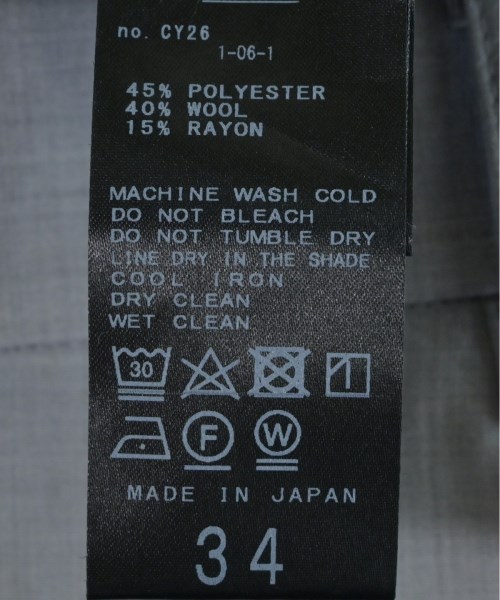 no. CY26
1-06-1
45% POLYESTER
40% WOOL
15% RAYON
MACHINE WASH COLD
DO NOT BLEACH
DO NOT TUMBLE DRY
LINE DRY IN THE SHADE
COOL IRON
DRY CLEAN
WET CLEAN
30
F W
MADE IN JAPAN
34